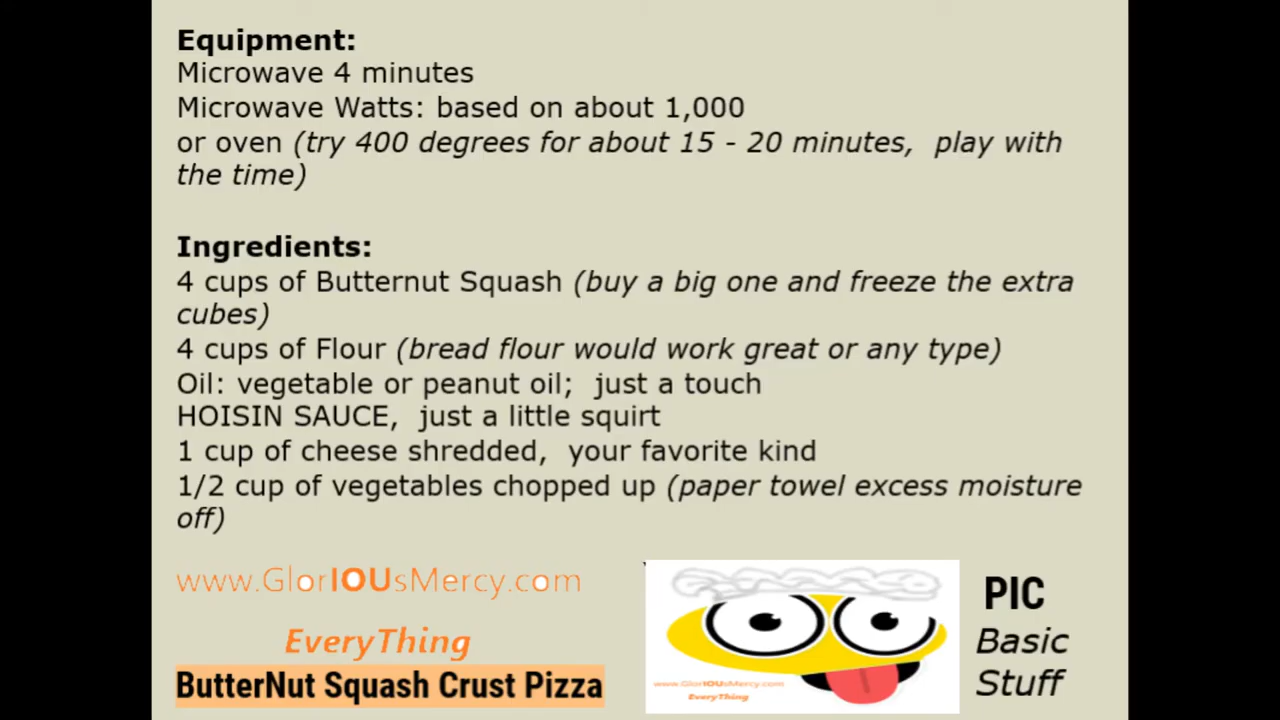 Equipment:
Microwave 4 minutes
Microwave Watts: based on about 1,000
or oven (try 400 degrees for about 15 - 20 minutes, play with
the time)
Ingredients:
4 cups of Butternut Squash (buy a big one and freeze the extra
cubes)
4 cups of Flour (bread flour would work great or any type)
Oil: vegetable or peanut oil; just a touch
HOISIN SAUCE, just a little squirt
1 cup of cheese shredded, your favorite kind
1/2 cup of vegetables chopped up (paper towel excess moisture
off)
www.GlorIOUsMercy.com
EveryThing
ButterNut Squash Crust Pizza
www.GlorIOUsMercy.com
EveryThing
PIC
Basic
Stuff